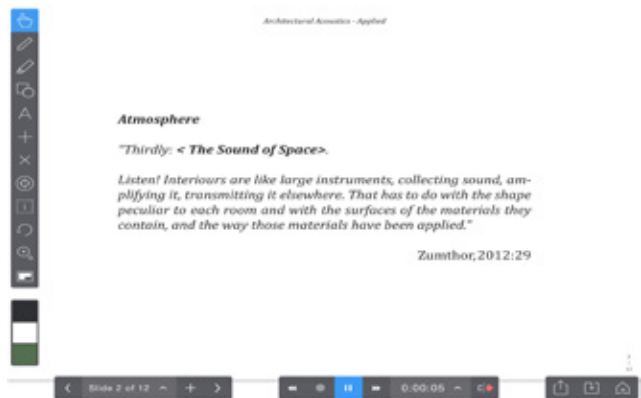 Architectural Acoustics - Applied
Atmosphere
"Thirdly: < The Sound of Space>.
Listen! Interiours are like large instruments, collecting sound, am-
plifying it, transmitting it elsewhere. That has to do with the shape
peculiar to each room and with the surfaces of the materials they
contain, and the way those materials have been applied."
Zumthor,2012:29
Slide 2 of 12
0:00:05